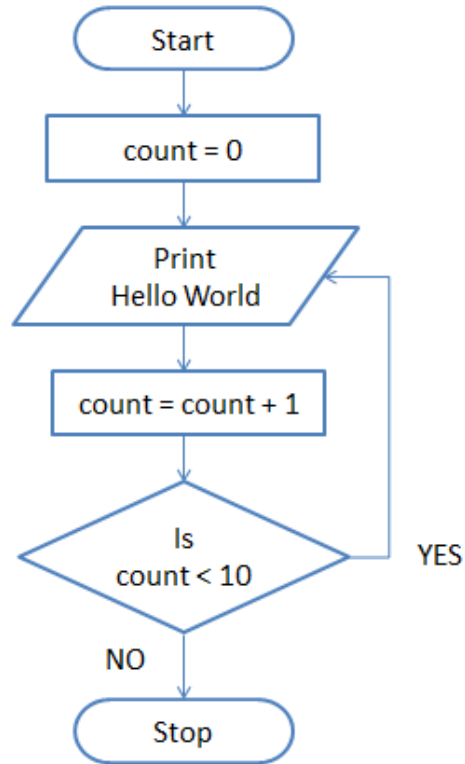 Start
count = 0
Print
Hello World
count = count + 1
Is
count < 10
YES
NO
Stop